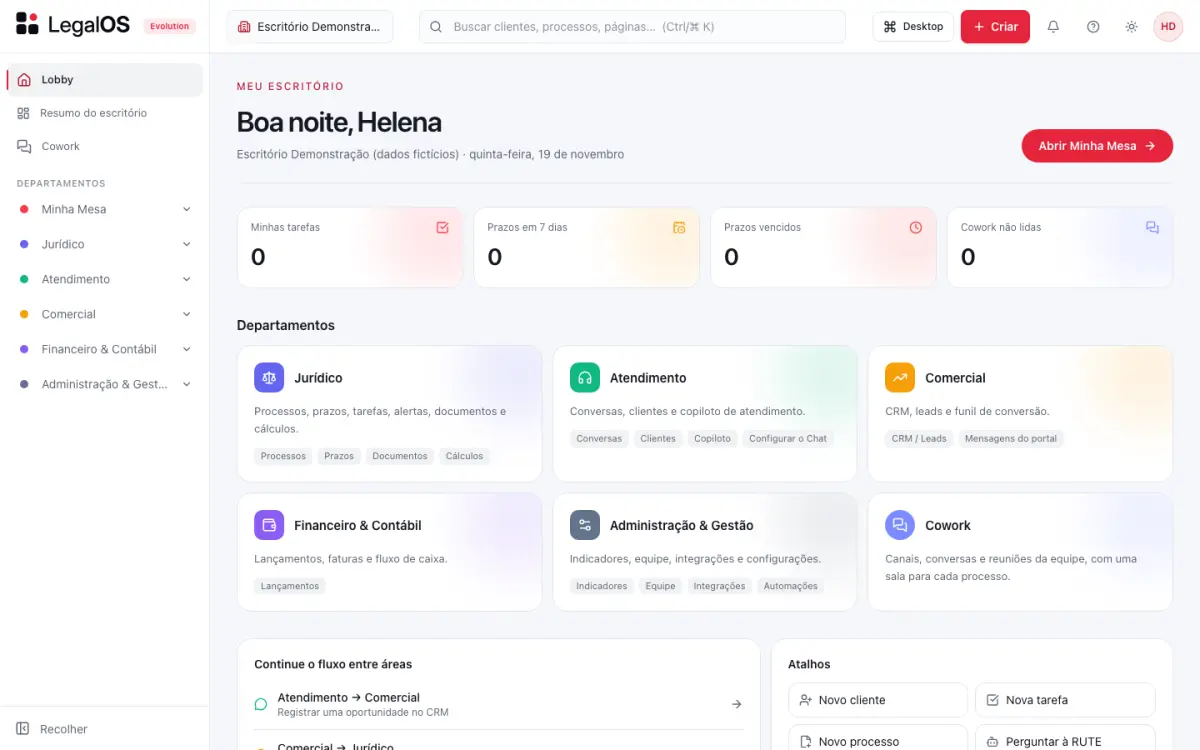 LegalOS
Evolution
Escritório Demonstra...
Buscar clientes, processos, páginas... (Ctrl/⌘ K)
⌘ Desktop
+ Criar
HD
Lobby
Resumo do escritório
Cowork
DEPARTAMENTOS
Minha Mesa
Jurídico
Atendimento
Comercial
Financeiro & Contábil
Administração & Gest...
Recolher
MEU ESCRITÓRIO
Boa noite, Helena
Escritório Demonstração (dados fictícios) · quinta-feira, 19 de novembro
Abrir Minha Mesa →
Minhas tarefas
0
Prazos em 7 dias
0
Prazos vencidos
0
Cowork não lidas
0
Departamentos
Jurídico
Processos, prazos, tarefas, alertas, documentos e
cálculos.
Processos Prazos Documentos Cálculos
Atendimento
Conversas, clientes e copiloto de atendimento.
Conversas Clientes Copiloto Configurar o Chat
Comercial
CRM, leads e funil de conversão.
CRM / Leads Mensagens do portal
Financeiro & Contábil
Lançamentos, faturas e fluxo de caixa.
Lançamentos
Administração & Gestão
Indicadores, equipe, integrações e configurações.
Indicadores Equipe Integrações Automações
Cowork
Canais, conversas e reuniões da equipe, com uma
sala para cada processo.
Continue o fluxo entre áreas
Atendimento → Comercial
Registrar uma oportunidade no CRM
Comercial → Jurídico
Atalhos
Novo cliente
Nova tarefa
Novo processo
Perguntar à RUTE